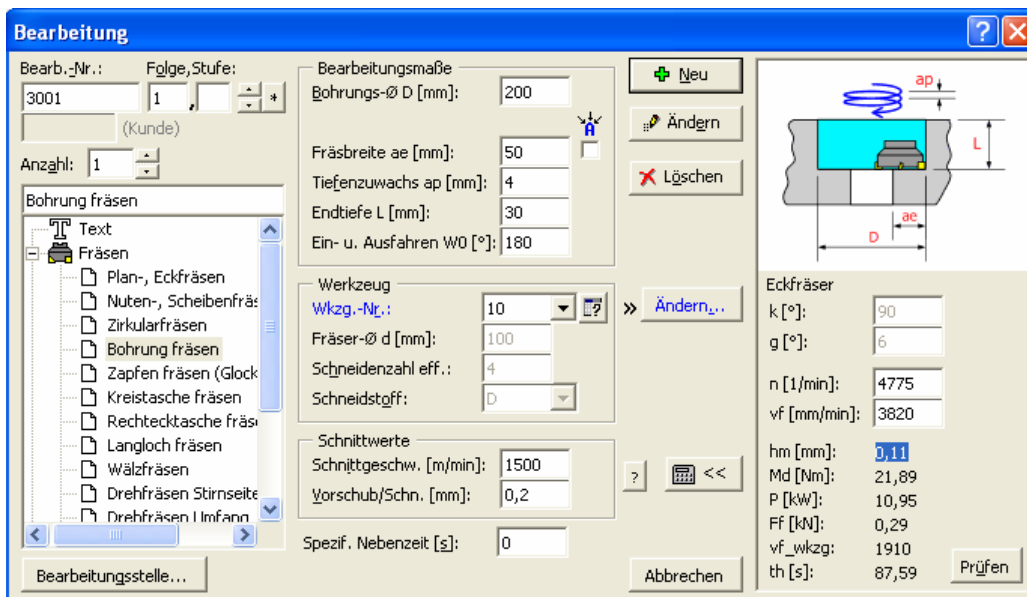 Bearbeitung
Bearb.-Nr.:
Folge,Stufe:
3001
1
,
*
(Kunde)
Anzahl:
1
Bohrung fräsen
Text
Fräsen
Plan-, Eckfräsen
Nuten-, Scheibenfräs
Zirkularfräsen
Bohrung fräsen
Zapfen fräsen (Glock
Kreistasche fräsen
Rechtecktasche fräse
Langloch fräsen
Wälzfräsen
Drehfräsen Stirnseite
Drehfräsen Umfang
Bearbeitungsstelle...
Bearbeitungsmaße
Bohrungs-Ø D [mm]:
200
A
Fräsbreite ae [mm]:
50
Tiefenzuwachs ap [mm]:
4
Endtiefe L [mm]:
30
Ein- u. Ausfahren W0 [°]:
180
Werkzeug
Wkzg.-Nr.:
10
?
»
Ändern...
Fräser-Ø d [mm]:
100
Schneidenzahl eff.:
4
Schneidstoff:
D
Schnittwerte
Schnittgeschw. [m/min]:
1500
Vorschub/Schn. [mm]:
0,2
?
<<
Spezif. Nebenzeit [s]:
0
Neu
Ändern
Löschen
Abbrechen
ap
L
ae
D
Eckfräser
k [°]:
90
g [°]:
6
n [1/min]:
4775
vf [mm/min]:
3820
hm [mm]:
0,11
Md [Nm]:
21,89
P [kW]:
10,95
Ff [kN]:
0,29
vf_wkzg:
1910
th [s]:
87,59
Prüfen